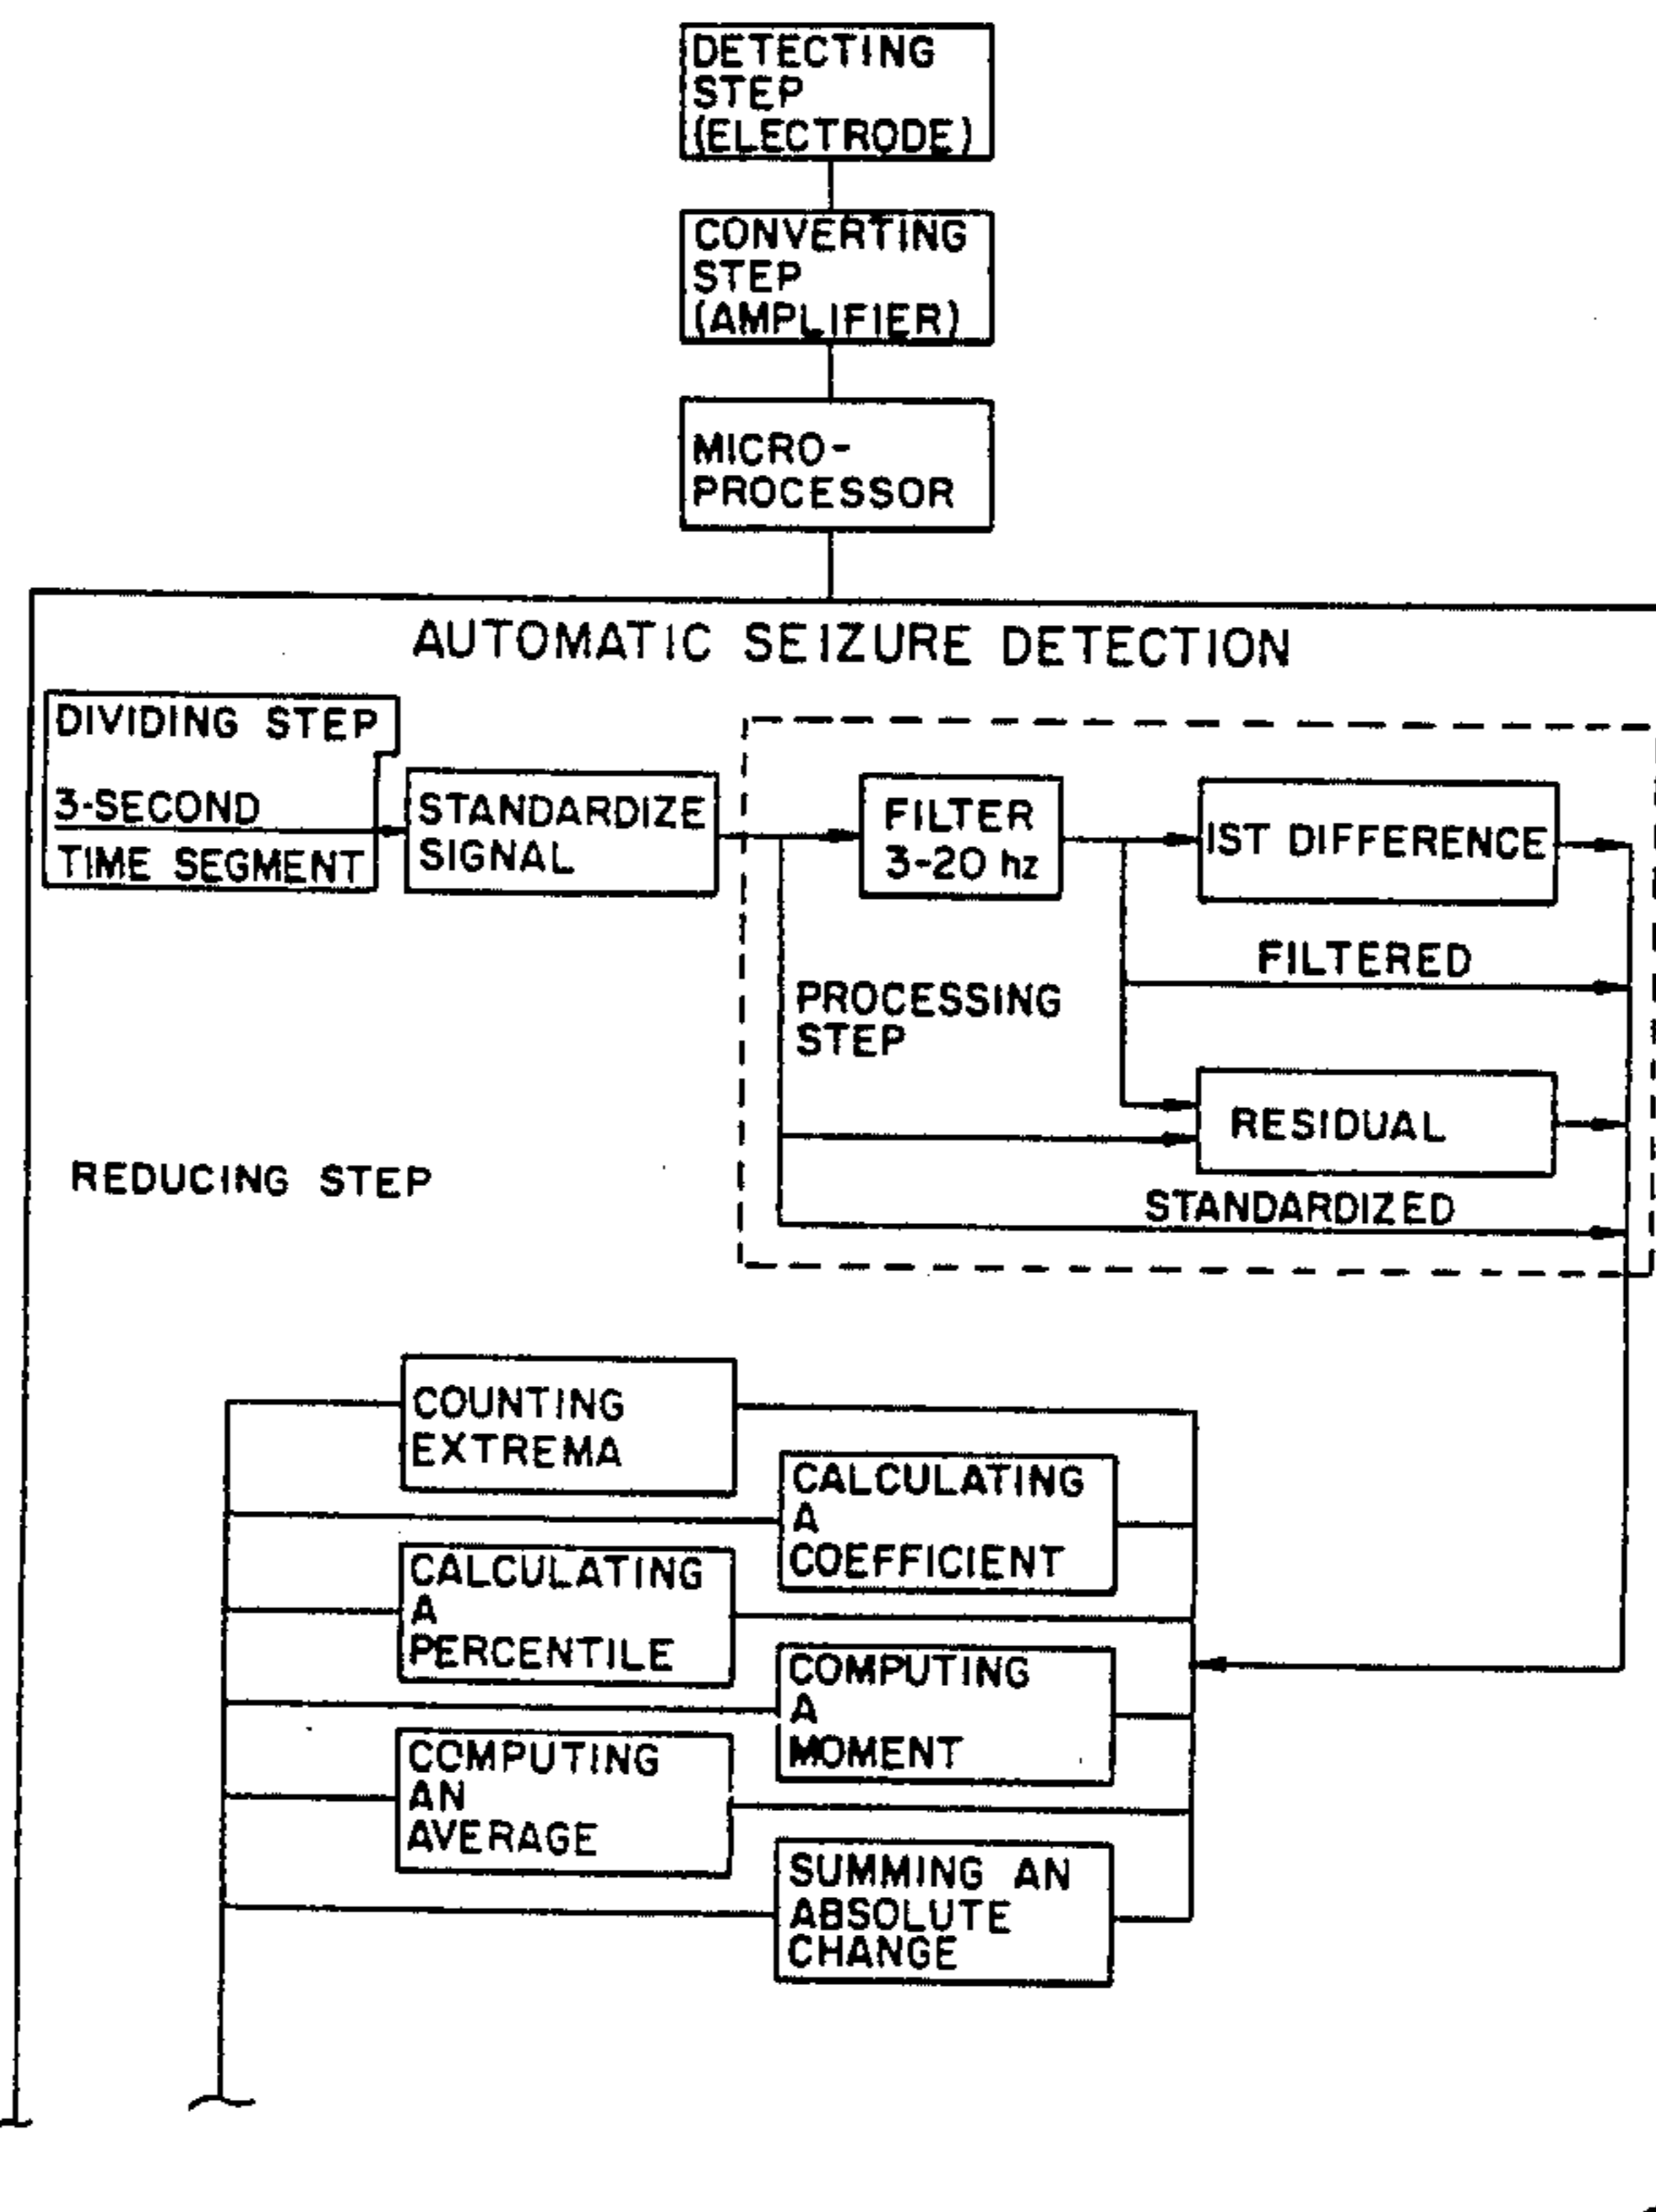 DETECTING
STEP
(ELECTRODE)
CONVERTING
STEP
(AMPLIFIER)
MICRO-
PROCESSOR
AUTOMATIC SEIZURE DETECTION
DIVIDING STEP
3-SECOND
TIME SEGMENT
STANDARDIZE
SIGNAL
FILTER
3-20 hz
IST DIFFERENCE
FILTERED
PROCESSING
STEP
RESIDUAL
STANDARDIZED
REDUCING STEP
COUNTING
EXTREMA
CALCULATING
A
COEFFICIENT
CALCULATING
A
PERCENTILE
COMPUTING
A
MOMENT
COMPUTING
AN
AVERAGE
SUMMING AN
ABSOLUTE
CHANGE